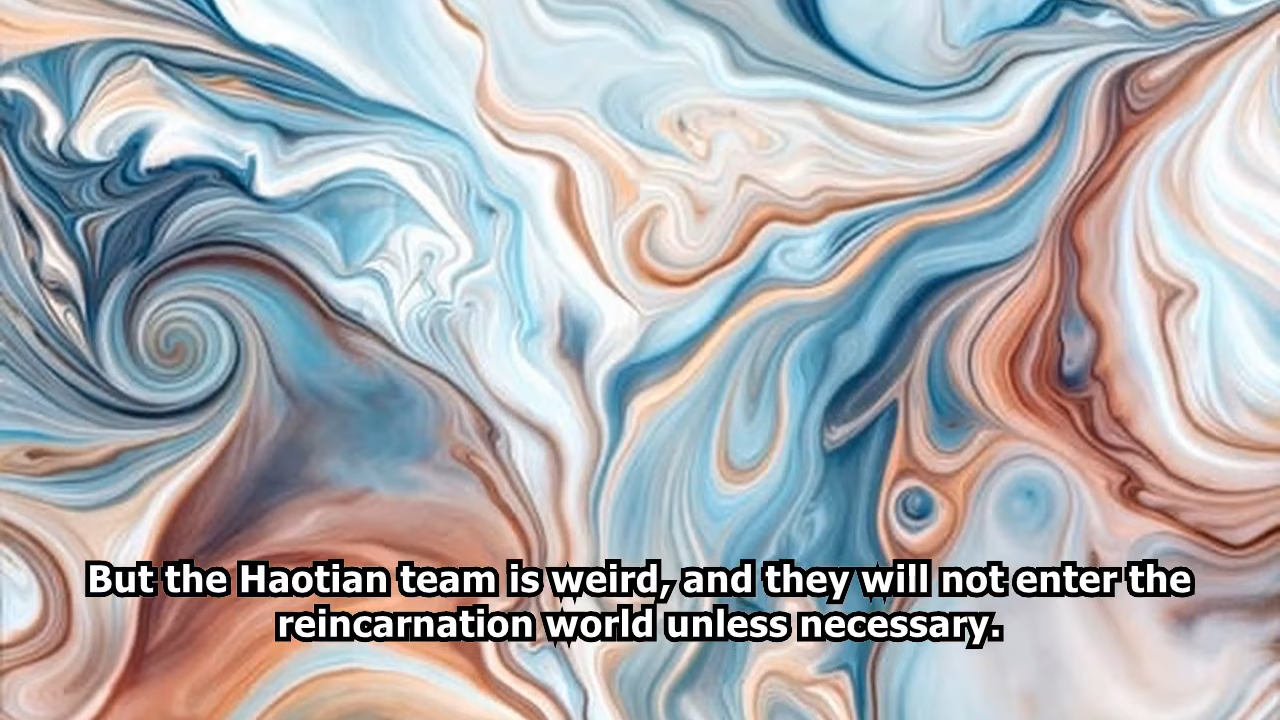 But the Haotian team is weird, and they will not enter the
reincarnation world unless necessary.